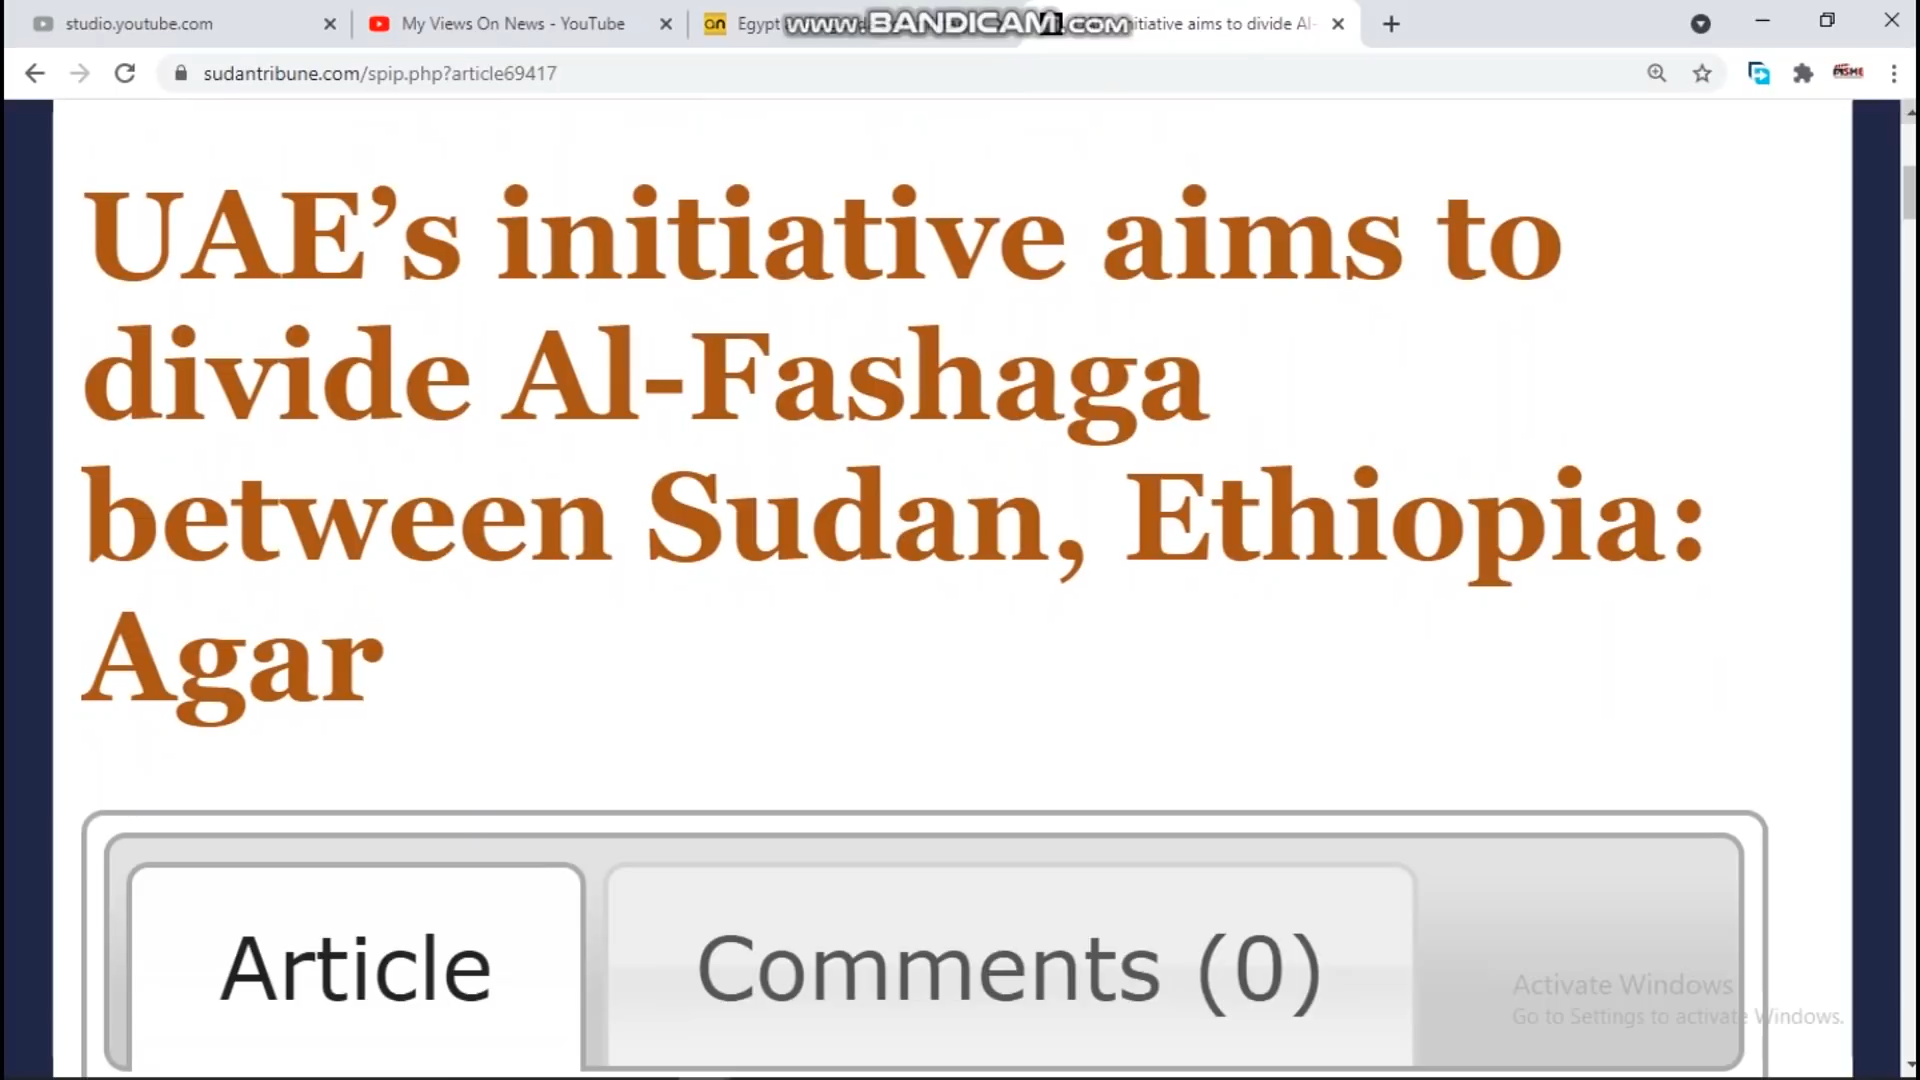 studio.youtube.com
My Views On News - YouTube
an Egypt
www.BANDICAM.com
itiative aims to divide Al-
sudantribune.com/spip.php?article69417
UAE’s initiative aims to
divide Al-Fashaga
between Sudan, Ethiopia:
Agar
Article
Comments (0)
Activate Windows
Go to Settings to activate Windows.